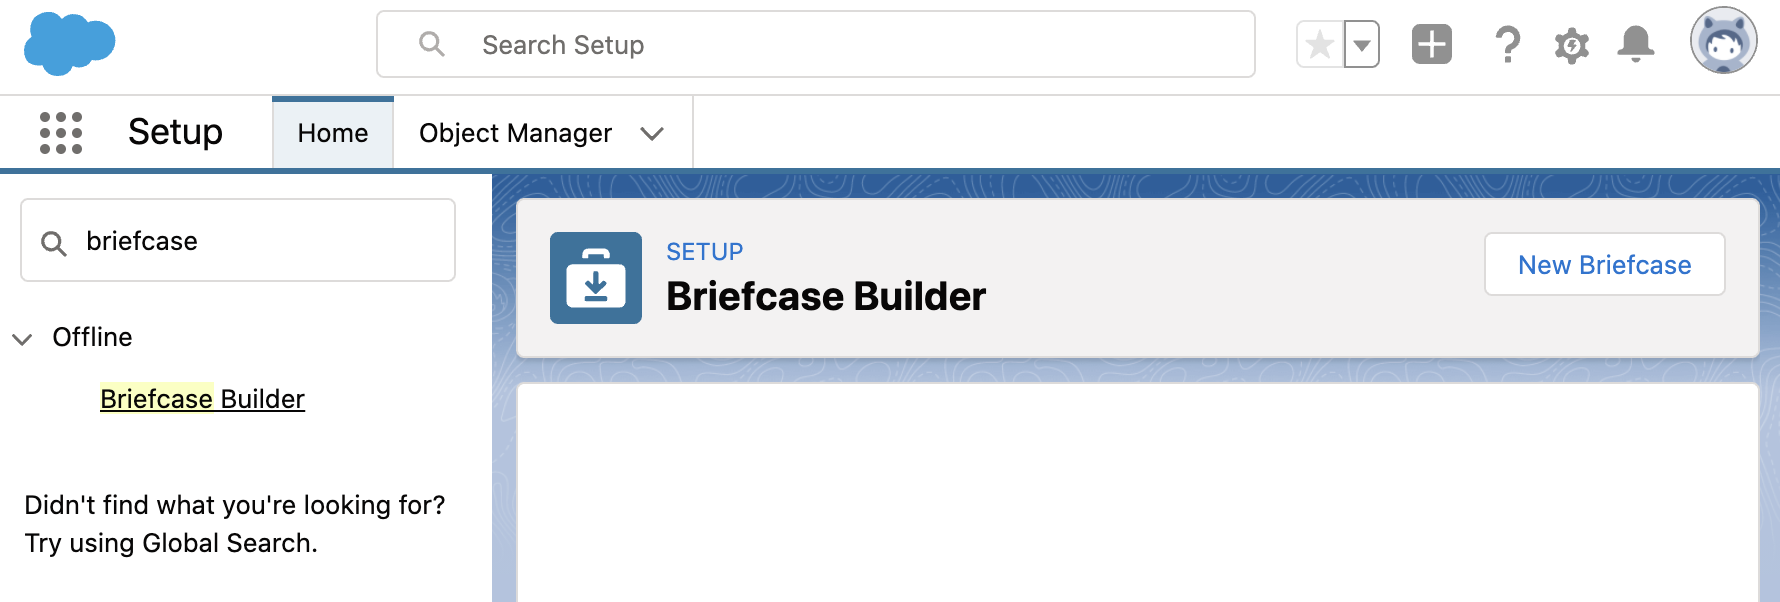 Search Setup
Setup
Home
Object Manager
briefcase
Offline
Briefcase Builder
Didn't find what you're looking for?
Try using Global Search.
SETUP
Briefcase Builder
New Briefcase